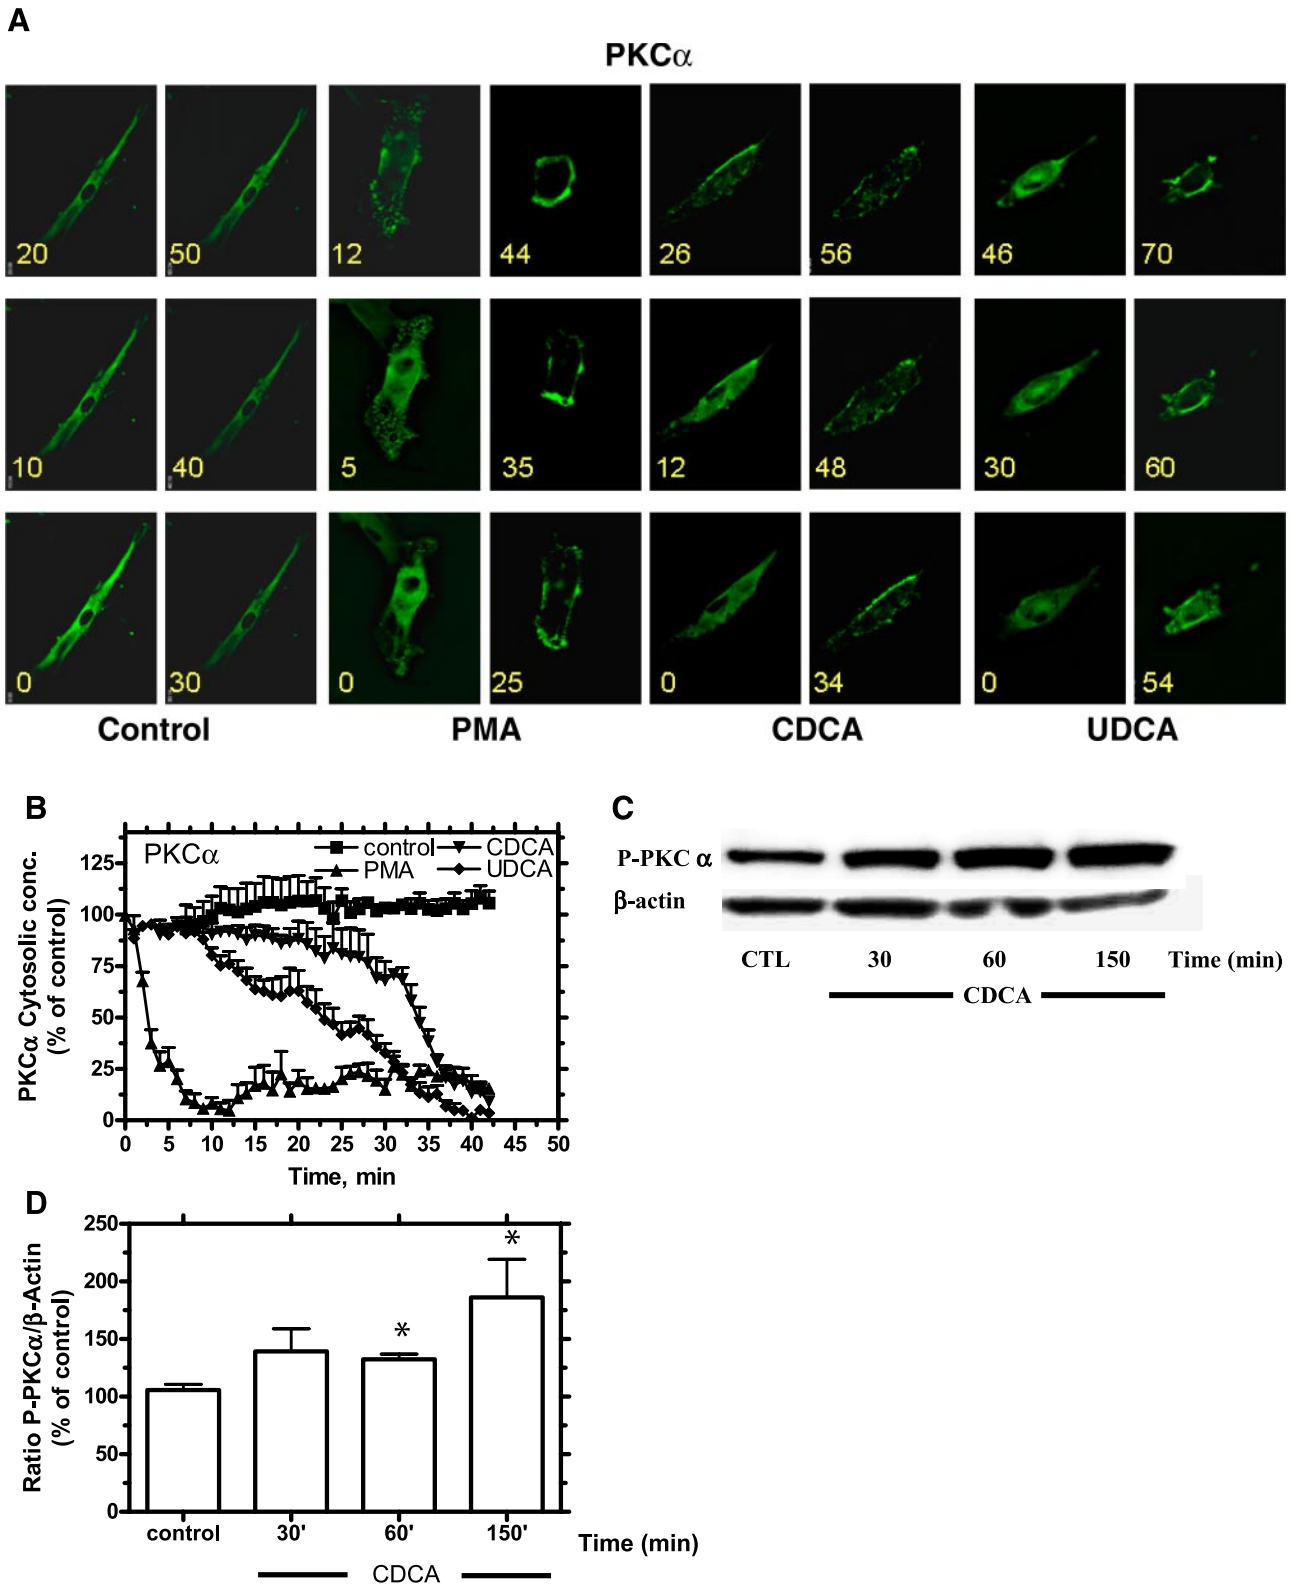 A
PKCα
20 50 12 44 26 56 46 70
10 40 5 35 12 48 30 60
0 30 0 25 0 34 0 54
Control PMA CDCA UDCA
B
PKCα Cytosolic conc.
(% of control)
PKCα
control CDCA
PMA UDCA
125
100
75
50
25
0
0 5 10 15 20 25 30 35 40 45 50
Time, min
C
P-PKC α
β-actin
CTL 30 60 150 Time (min)
CDCA
D
Ratio P-PKCα/β-Actin
(% of control)
250
200
150
100
50
0
*
*
control 30' 60' 150' Time (min)
CDCA